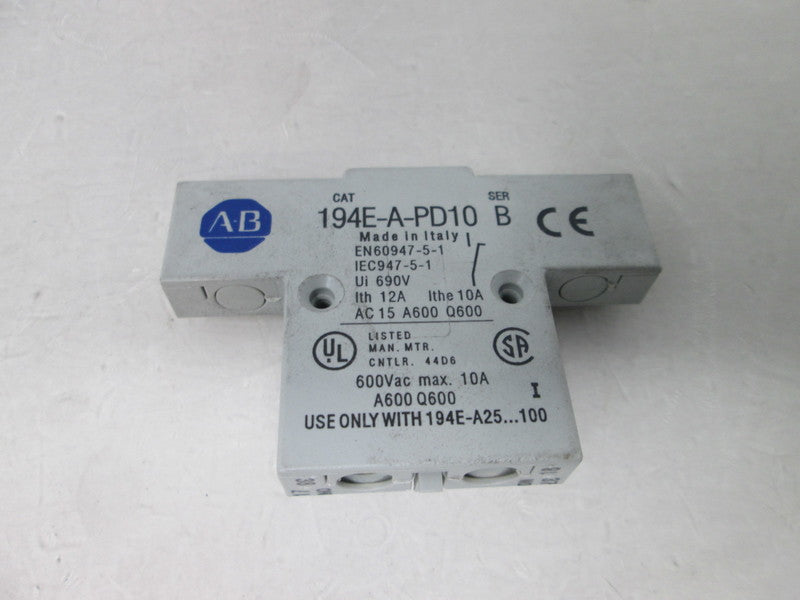 CAT SER
A-B 194E-A-PD10 B CE
Made in Italy
EN60947-5-1
IEC947-5-1
Ui 690V
Ith 12A Ithe 10A
AC 15 A600 Q600
UL LISTED SA
MAN. MTR.
CNTLR. 44D6
600Vac max. 10A
A600 Q600 I
USE ONLY WITH 194E-A25...100